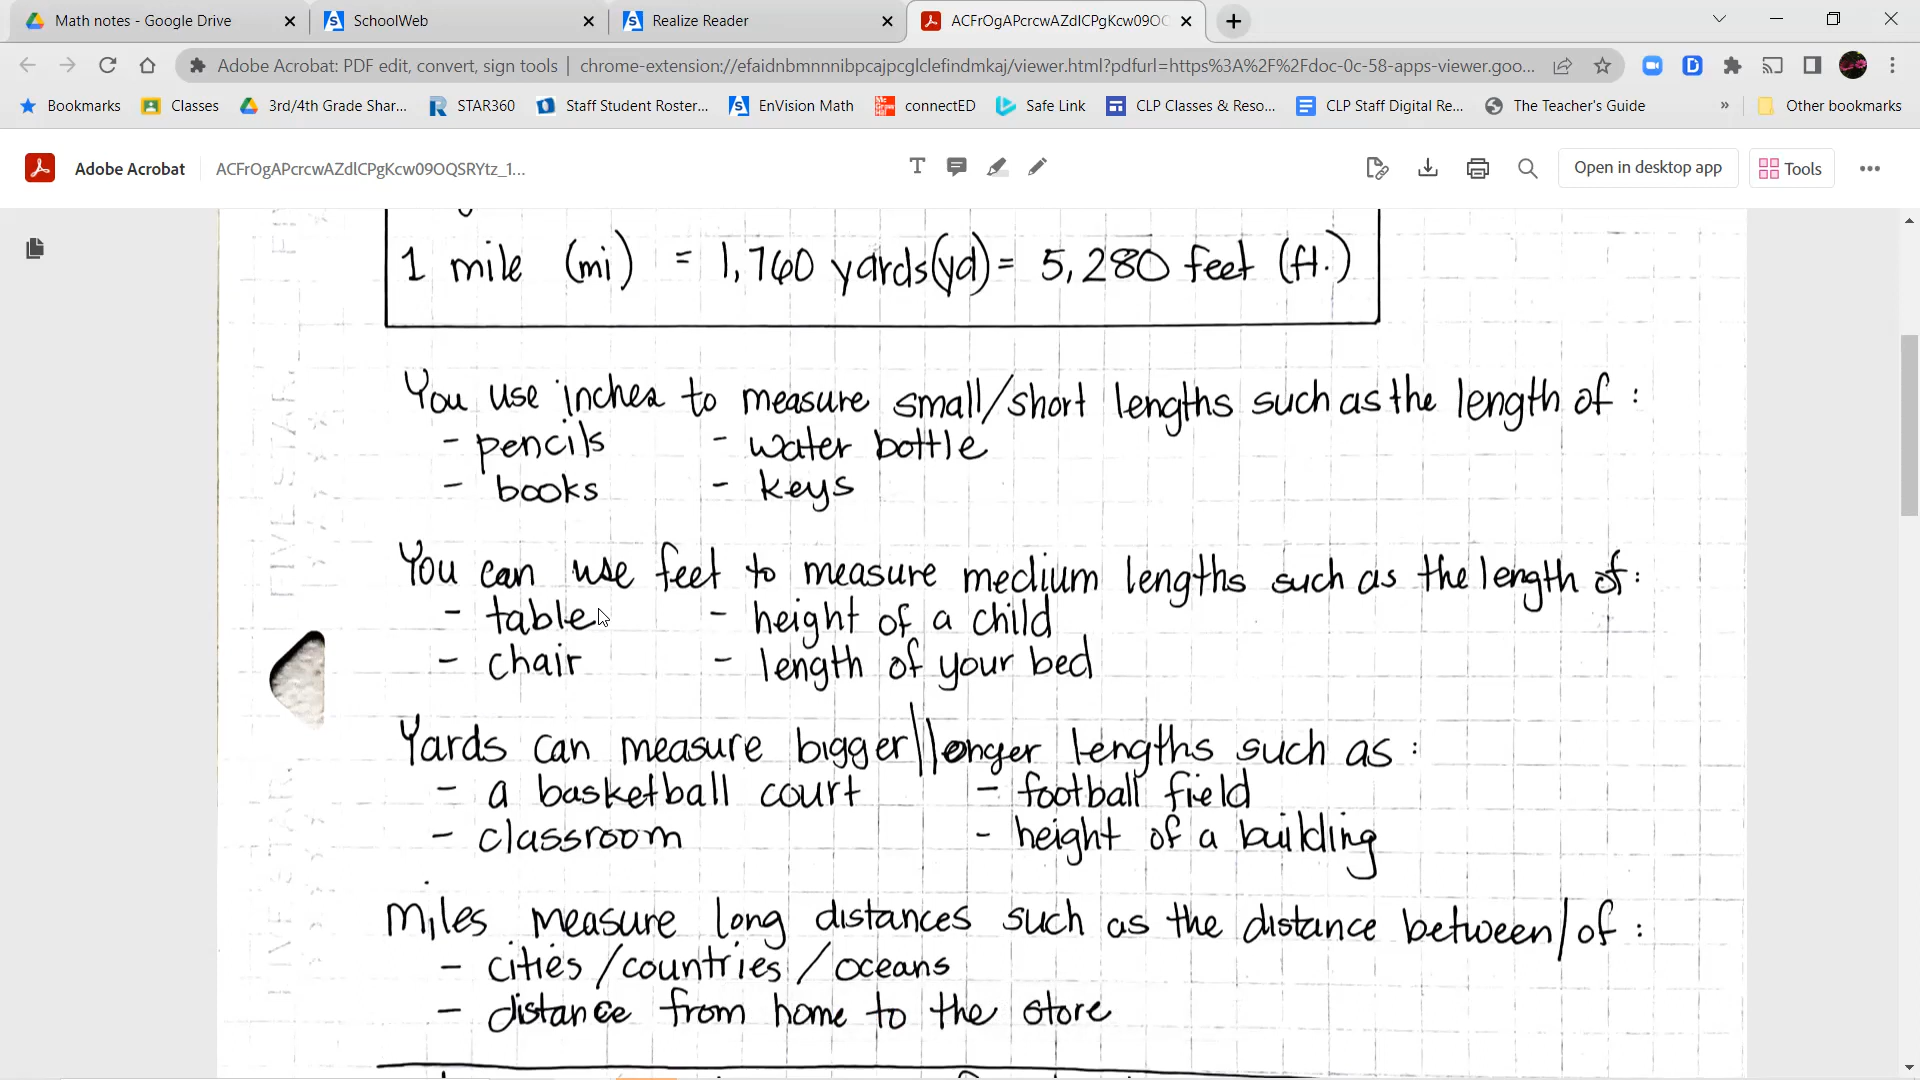 Math notes - Google Drive
SchoolWeb
Realize Reader
ACFrOgAPcrcwAZdlCPgKcw09OQ
Adobe Acrobat: PDF edit, convert, sign tools | chrome-extension://efaidnbmnnnibpcajpcglclefindmkaj/viewer.html?pdfurl=https%3A%2F%2Fdoc-0c-58-apps-viewer.goo...
Bookmarks Classes 3rd/4th Grade Shar... STAR360 Staff Student Roster... EnVision Math connectED Safe Link CLP Classes & Reso... CLP Staff Digital Re... The Teacher's Guide » Other bookmarks
Adobe Acrobat ACFrOgAPcrcwAZdlCPgKcw09OQSRYtz_1... Open in desktop app Tools
1 mile (mi) = 1,760 yards(yd) = 5,280 feet (ft.)
You use inches to measure small/short lengths such as the length of :
- pencils - water bottle
- books - keys
You can use feet to measure medium lengths such as the length of :
- table - height of a child
- chair - length of your bed
Yards can measure bigger//longer lengths such as :
- a basketball court - football field
- classroom - height of a building
Miles measure long distances such as the distance between/of :
- cities/countries/oceans
- distance from home to the store